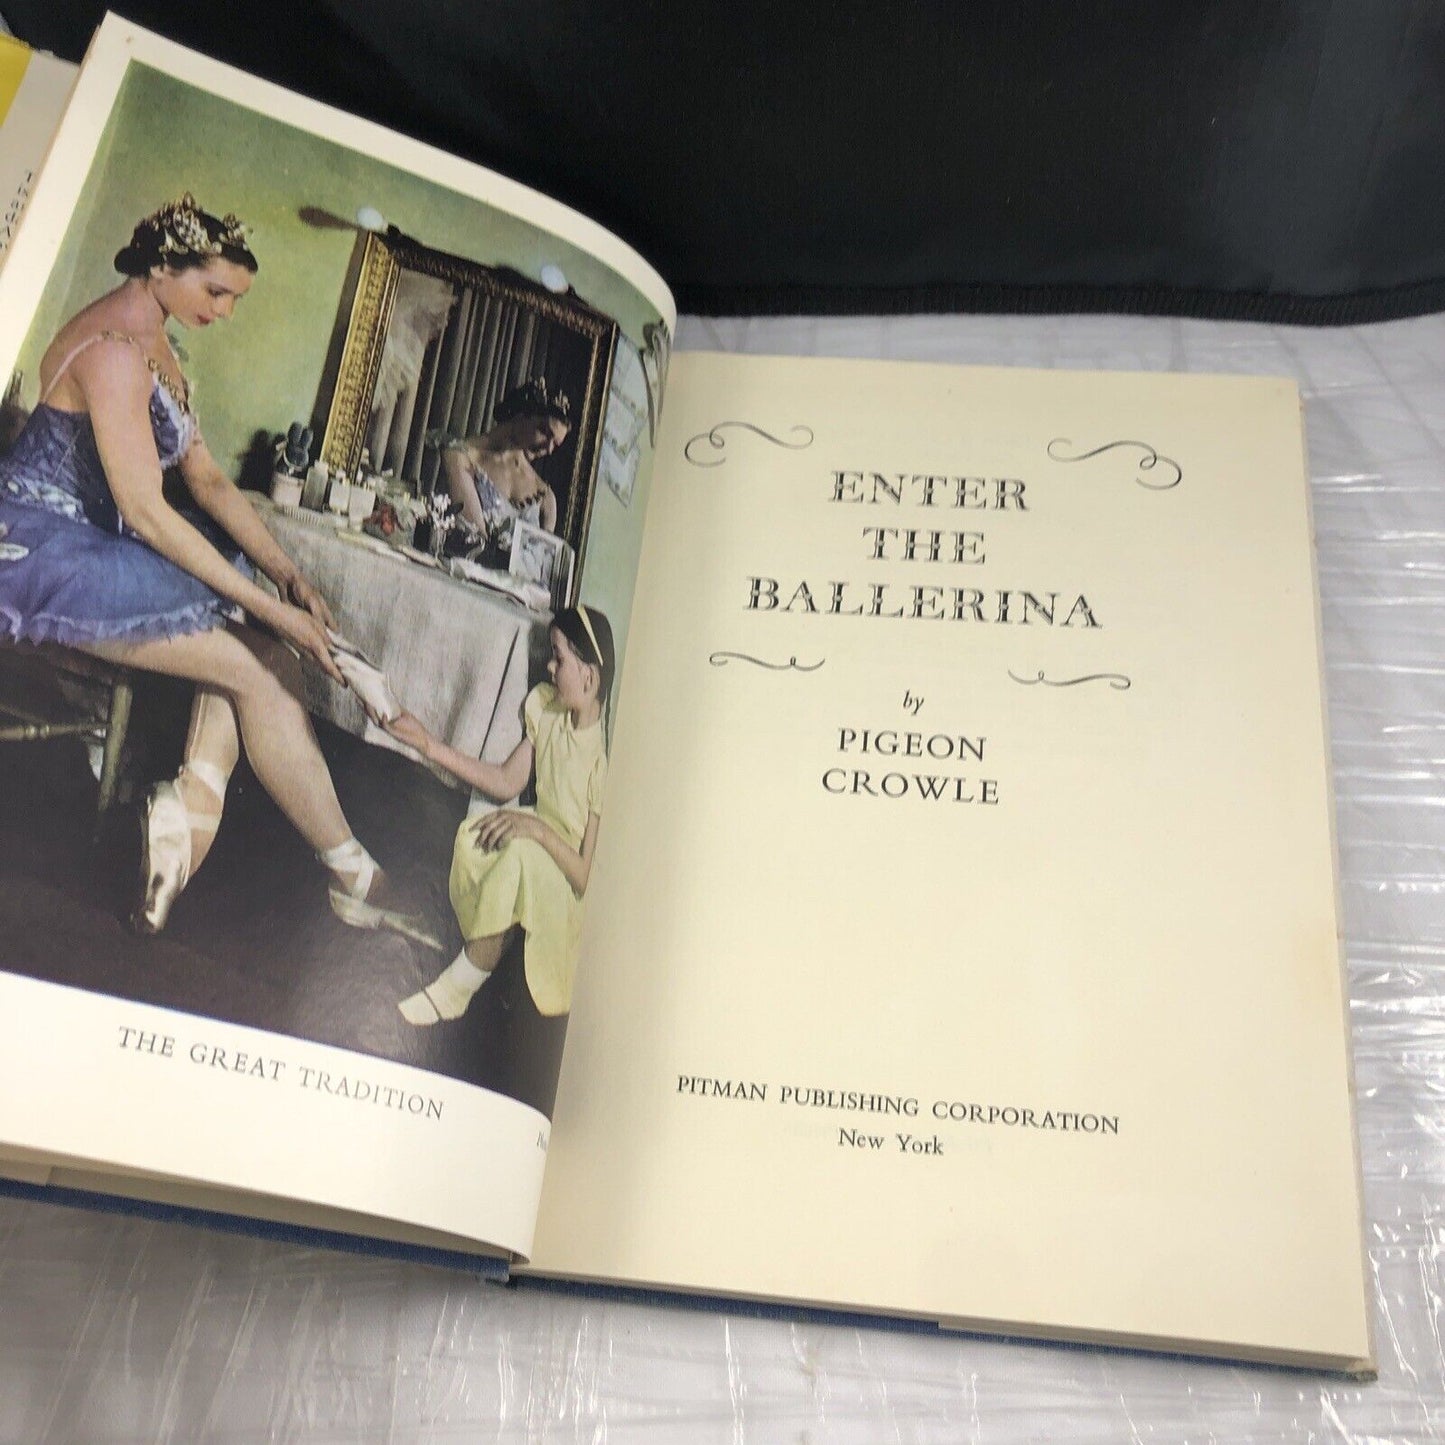 THE GREAT TRADITION
ENTER
THE
BALLERINA
by
PIGEON
CROWLE
PITMAN PUBLISHING CORPORATION
New York